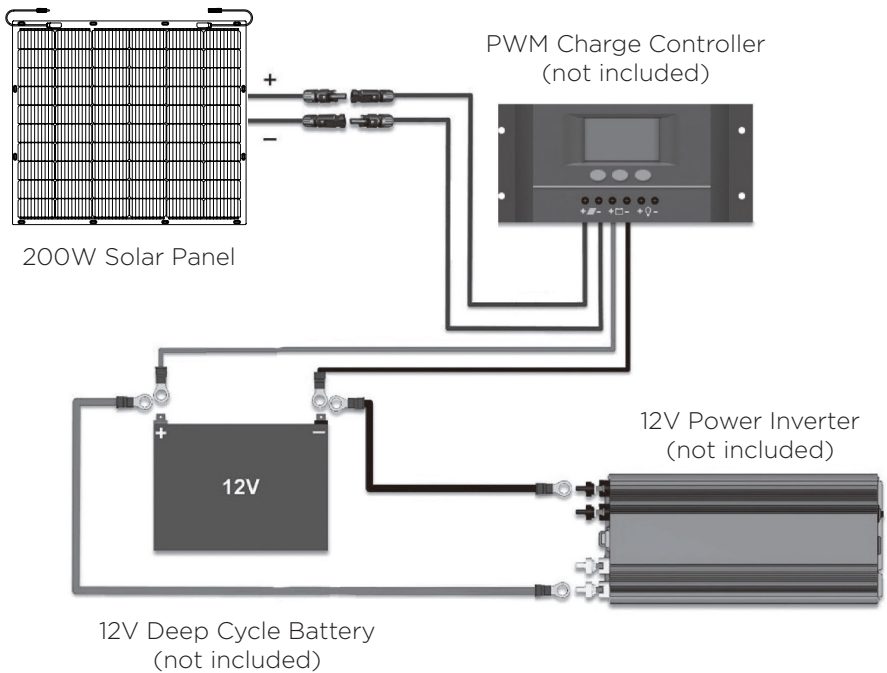 PWM Charge Controller
(not included)
+
−
+ − + − + −
200W Solar Panel
12V Power Inverter
(not included)
+ −
12V
12V Deep Cycle Battery
(not included)